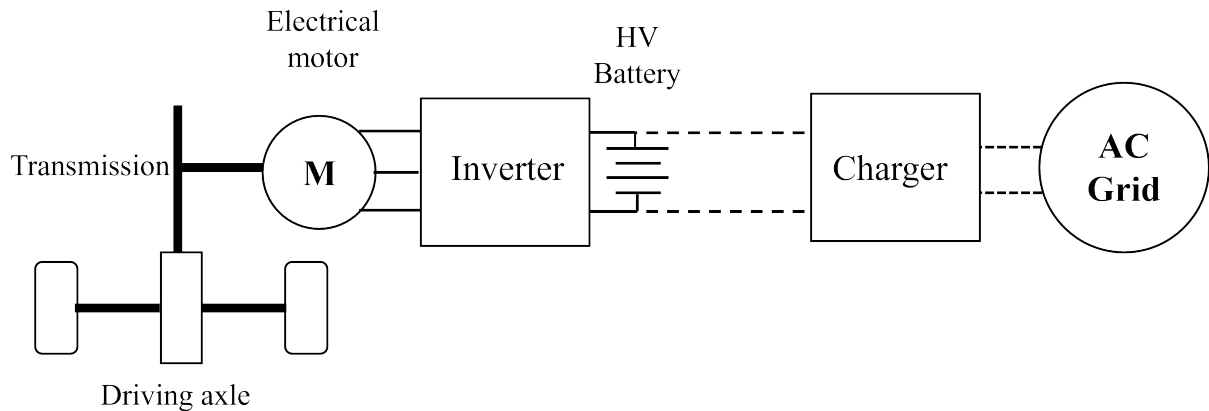 Electrical
motor
HV
Battery
Transmission
M
Inverter
Charger
AC
Grid
Driving axle